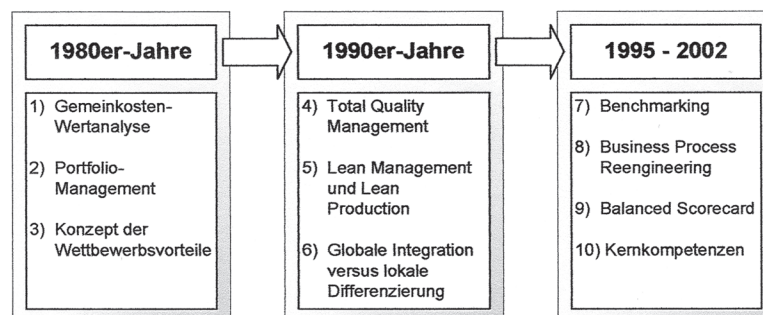 1980er-Jahre
1) Gemeinkosten-
Wertanalyse
2) Portfolio-
Management
3) Konzept der
Wettbewerbsvorteile
1990er-Jahre
4) Total Quality
Management
5) Lean Management
und Lean
Production
6) Globale Integration
versus lokale
Differenzierung
1995 - 2002
7) Benchmarking
8) Business Process
Reengineering
9) Balanced Scorecard
10) Kernkompetenzen